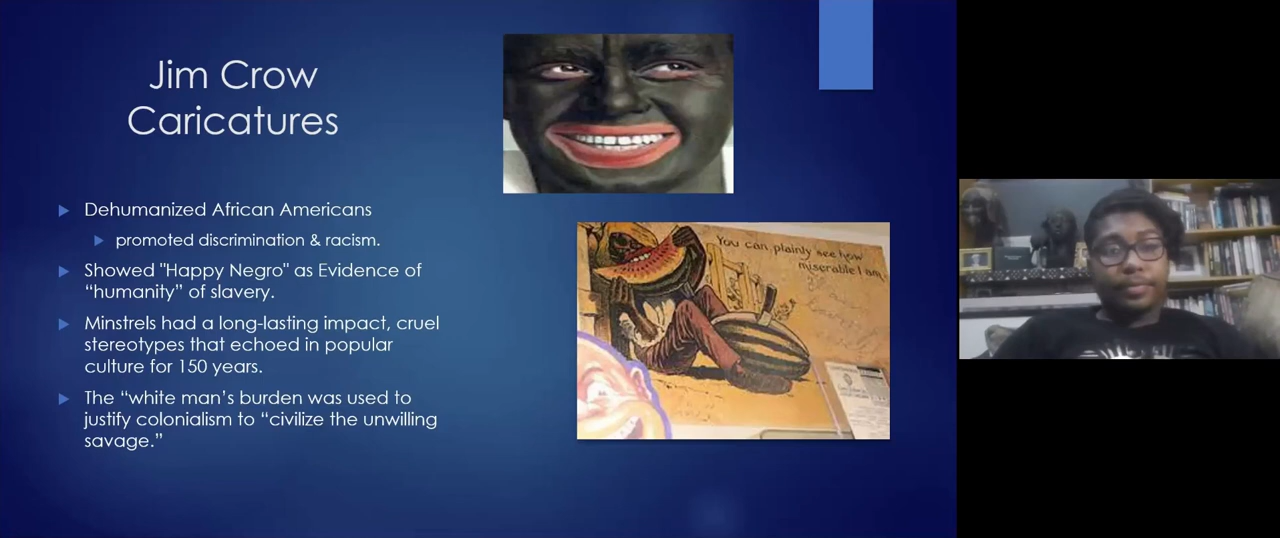 Jim Crow
Caricatures
Dehumanized African Americans
promoted discrimination & racism.
Showed "Happy Negro" as Evidence of
“humanity” of slavery.
Minstrels had a long-lasting impact, cruel
stereotypes that echoed in popular
culture for 150 years.
The “white man’s burden was used to
justify colonialism to “civilize the unwilling
savage.”
You can plainly see how
miserable I am